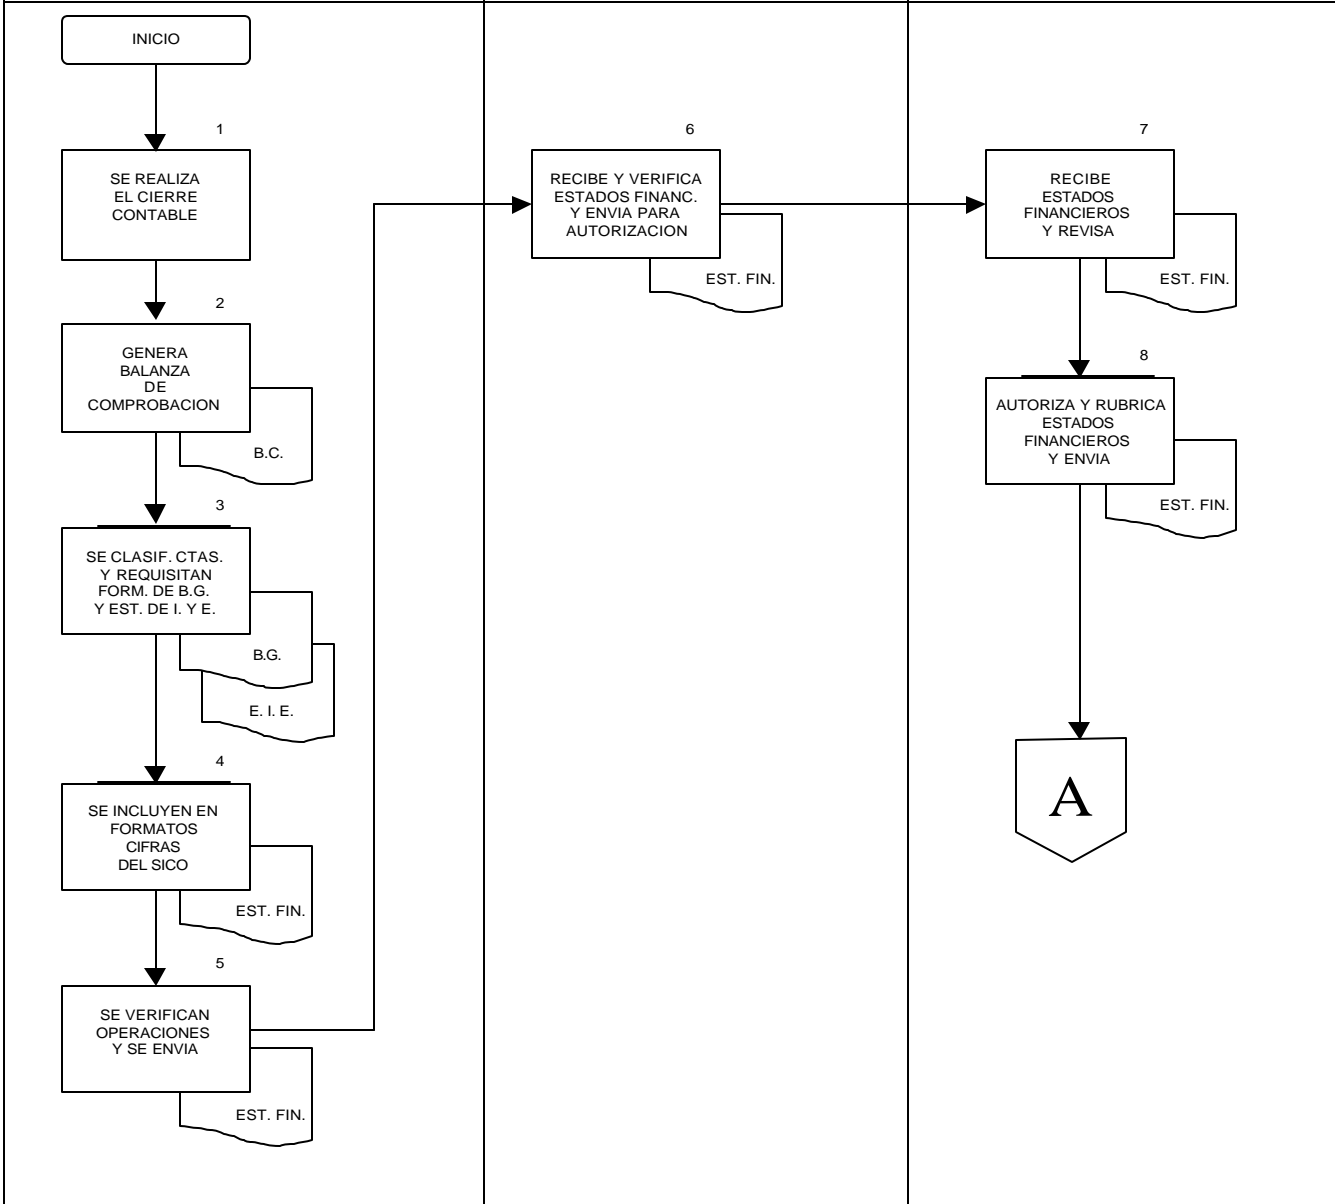 INICIO
1
SE REALIZA
EL CIERRE
CONTABLE
2
GENERA
BALANZA
DE
COMPROBACION
B.C.
3
SE CLASIF. CTAS.
Y REQUISITAN
FORM. DE B.G.
Y EST. DE I. Y E.
B.G.
E. I. E.
4
SE INCLUYEN EN
FORMATOS
CIFRAS
DEL SICO
EST. FIN.
5
SE VERIFICAN
OPERACIONES
Y SE ENVIA
EST. FIN.
6
RECIBE Y VERIFICA
ESTADOS FINANC.
Y ENVIA PARA
AUTORIZACION
EST. FIN.
7
RECIBE
ESTADOS
FINANCIEROS
Y REVISA
EST. FIN.
8
AUTORIZA Y RUBRICA
ESTADOS
FINANCIEROS
Y ENVIA
EST. FIN.
A